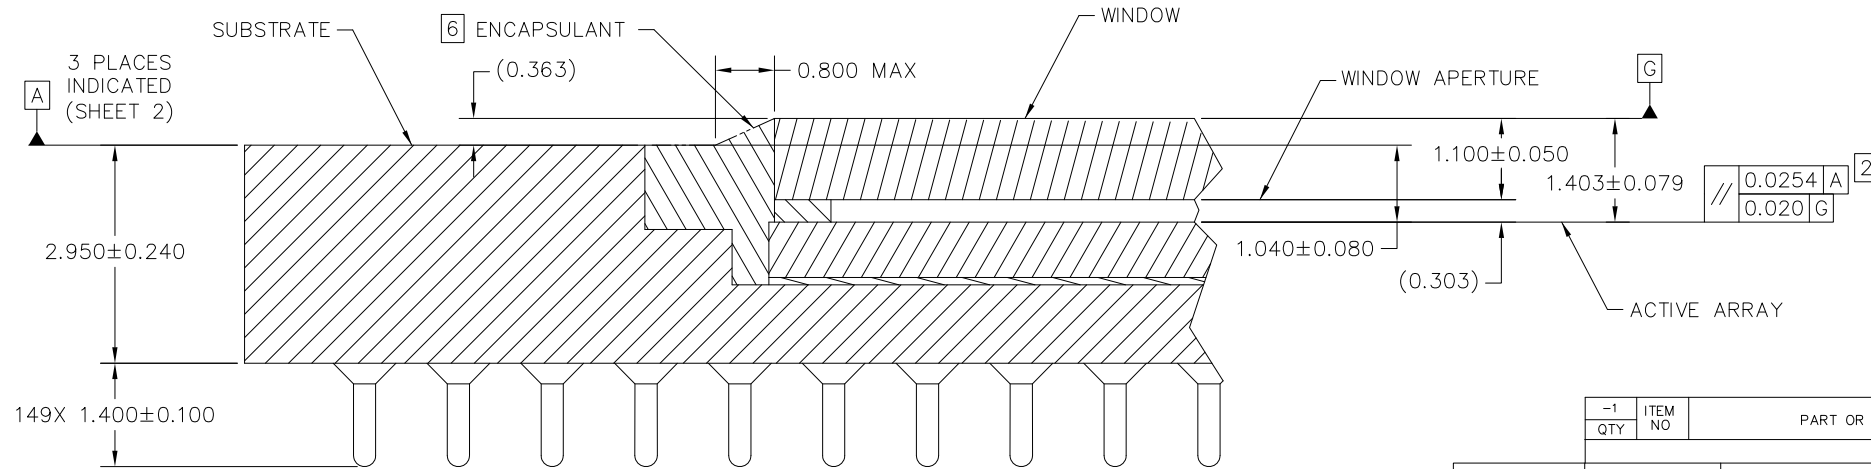 SUBSTRATE
6 ENCAPSULANT
WINDOW
3 PLACES
INDICATED
(SHEET 2)
A
(0.363)
0.800 MAX
WINDOW APERTURE
G
1.100±0.050
1.403±0.079
// 0.0254 A
0.020 G
2
2.950±0.240
1.040±0.080
(0.303)
ACTIVE ARRAY
149X 1.400±0.100
-1
QTY
ITEM
NO
PART OR